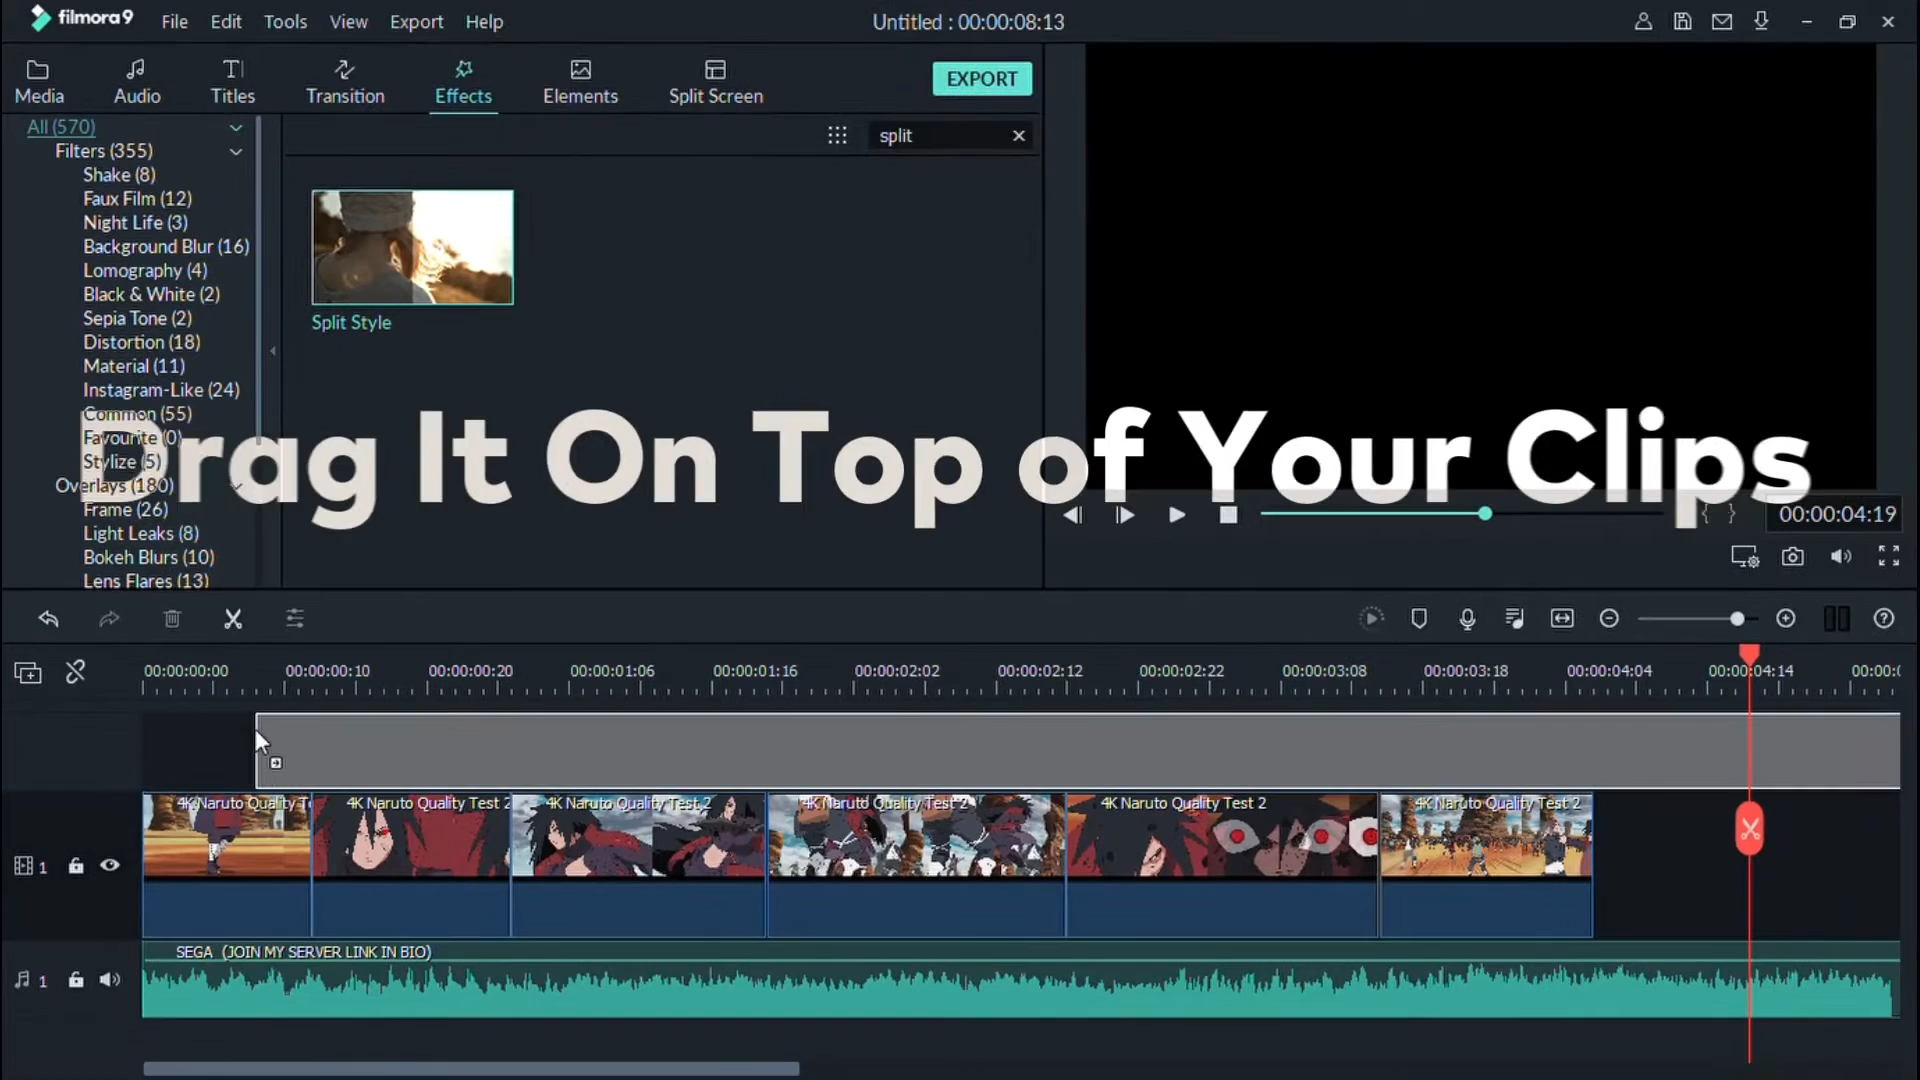 filmora9 File Edit Tools View Export Help Untitled : 00:00:08:13
Media Audio Titles Transition Effects Elements Split Screen EXPORT
split
All (570)
Filters (355)
Shake (8)
Faux Film (12)
Night Life (3)
Background Blur (16)
Lomography (4)
Black & White (2)
Sepia Tone (2)
Distortion (18)
Material (11)
Instagram-Like (24)
Common (55)
Favourite (0)
Stylize (5)
Overlays (180)
Frame (26)
Light Leaks (8)
Bokeh Blurs (10)
Lens Flares (13)
Split Style
Drag It On Top of Your Clips
00:00:04:19
00:00:00:00 00:00:00:10 00:00:00:20 00:00:01:06 00:00:01:16 00:00:02:02 00:00:02:12 00:00:02:22 00:00:03:08 00:00:03:18 00:00:04:04 00:00:04:14 00:00:0
4K Naruto Quality T 4K Naruto Quality Test 2 4K Naruto Quality Test 2 4K Naruto Quality Test 2 4K Naruto Quality Test 2 4K Naruto Quality Test 2
1
SEGA (JOIN MY SERVER LINK IN BIO)
1